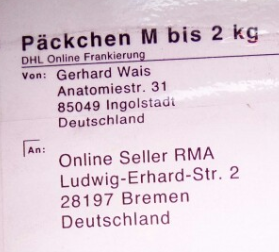 Päckchen M bis 2 kg
DHL Online Frankierung
Von: Gerhard Wais
Anatomiestr. 31
85049 Ingolstadt
Deutschland
An:
Online Seller RMA
Ludwig-Erhard-Str. 2
28197 Bremen
Deutschland